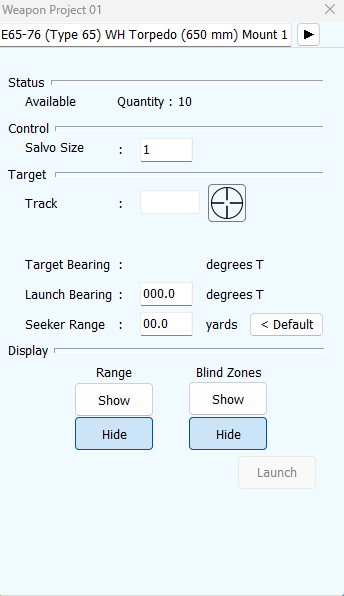 Weapon Project 01
E65-76 (Type 65) WH Torpedo (650 mm) Mount 1
Status
Available Quantity : 10
Control
Salvo Size : 1
Target
Track :
Target Bearing : degrees T
Launch Bearing : 000.0 degrees T
Seeker Range : 00.0 yards < Default
Display
Range Blind Zones
Show Show
Hide Hide
Launch